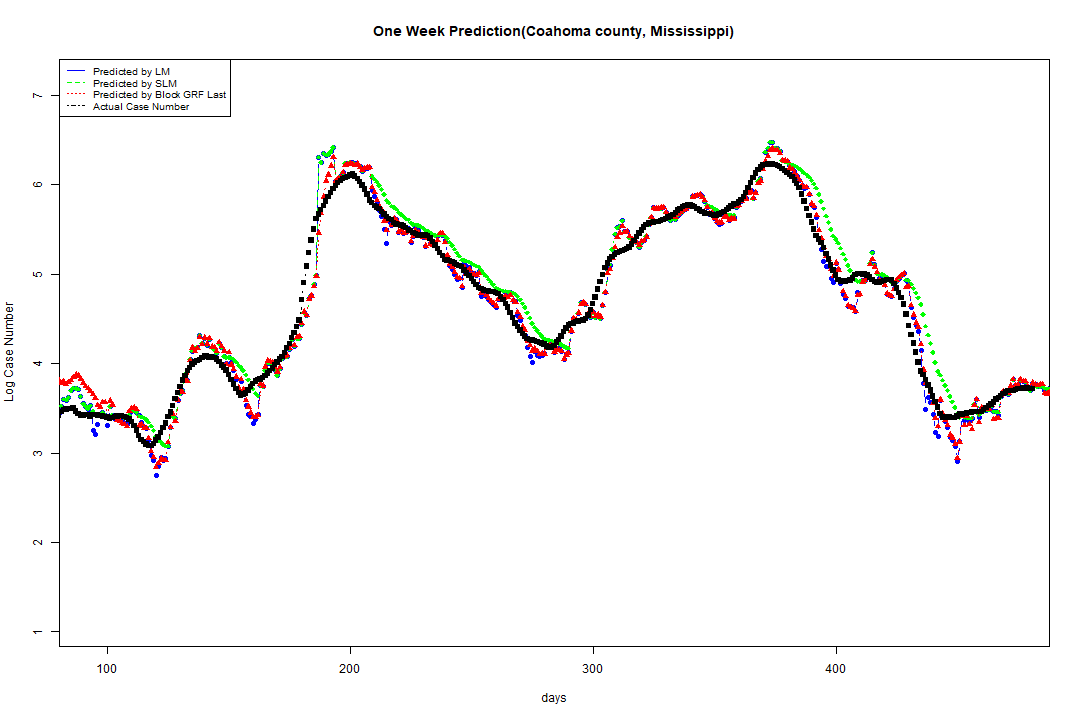 One Week Prediction(Coahoma county, Mississippi)
Predicted by LM
Predicted by SLM
Predicted by Block GRF Last
Actual Case Number
7
6
5
4
3
2
1
Log Case Number
100
200
300
400
days